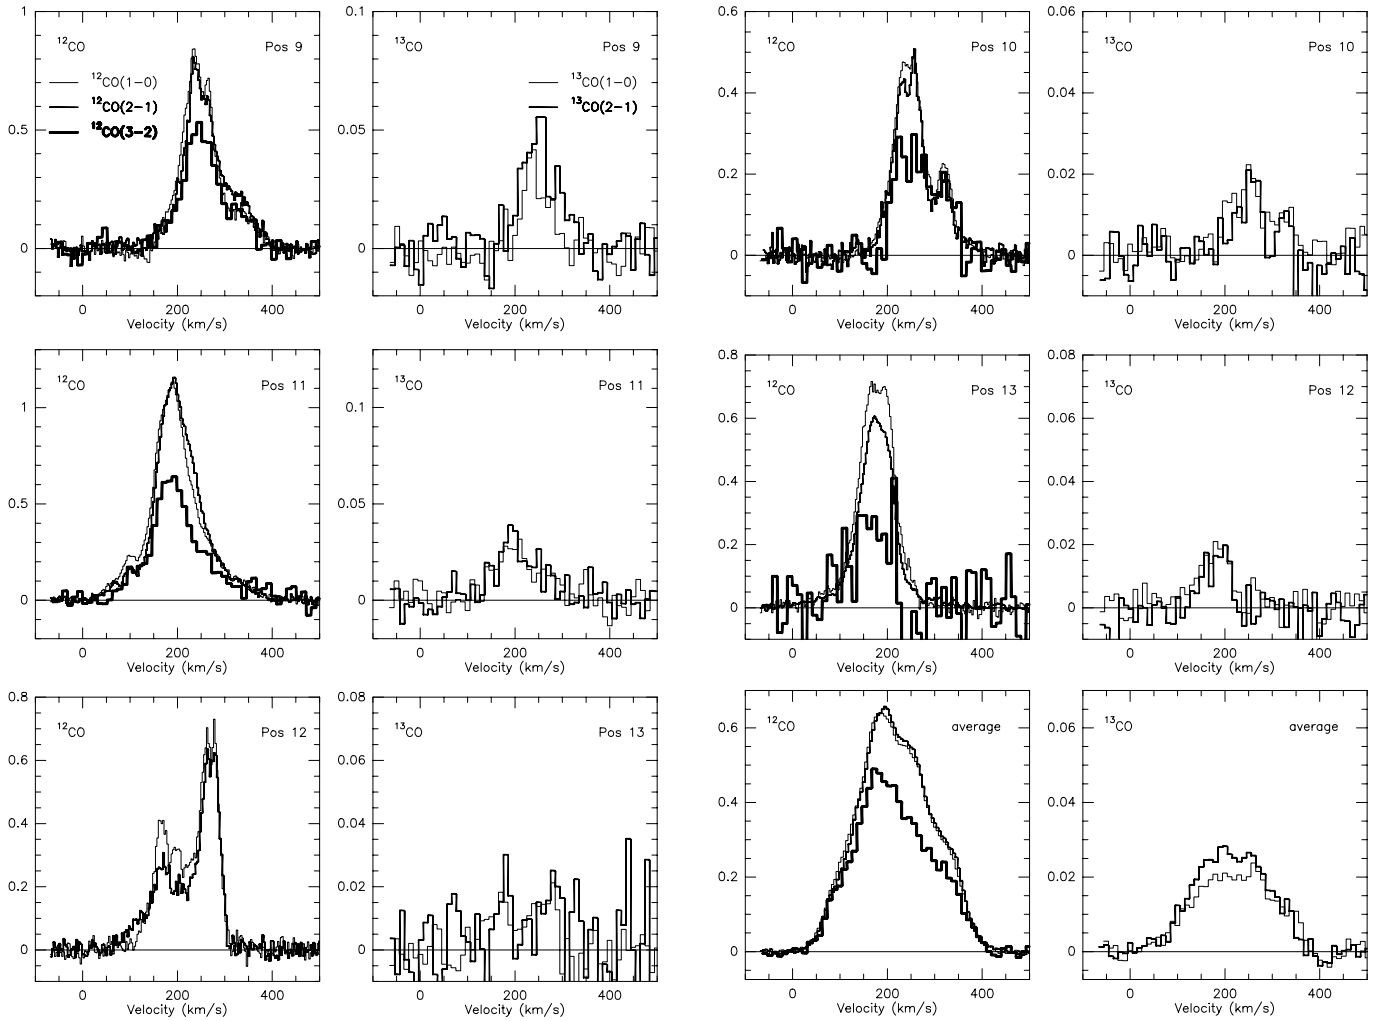 1
0.5
0
¹²CO
Pos 9
¹²CO(1−0)
¹²CO(2−1)
¹²CO(3−2)
0
200
400
Velocity (km/s)
0.1
0.05
0
¹³CO
Pos 9
¹³CO(1−0)
¹³CO(2−1)
0
200
400
Velocity (km/s)
0.6
0.4
0.2
0
¹²CO
Pos 10
0
200
400
Velocity (km/s)
0.06
0.04
0.02
0
¹³CO
Pos 10
0
200
400
Velocity (km/s)
1
0.5
0
¹²CO
Pos 11
0
200
400
Velocity (km/s)
0.1
0.05
0
¹³CO
Pos 11
0
200
400
Velocity (km/s)
0.8
0.6
0.4
0.2
0
¹²CO
Pos 13
0
200
400
Velocity (km/s)
0.08
0.06
0.04
0.02
0
¹³CO
Pos 12
0
200
400
Velocity (km/s)
0.8
0.6
0.4
0.2
0
¹²CO
Pos 12
0
200
400
Velocity (km/s)
0.08
0.06
0.04
0.02
0
¹³CO
Pos 13
0
200
400
Velocity (km/s)
0.6
0.4
0.2
0
¹²CO
average
0
200
400
Velocity (km/s)
0.06
0.04
0.02
0
¹³CO
average
0
200
400
Velocity (km/s)